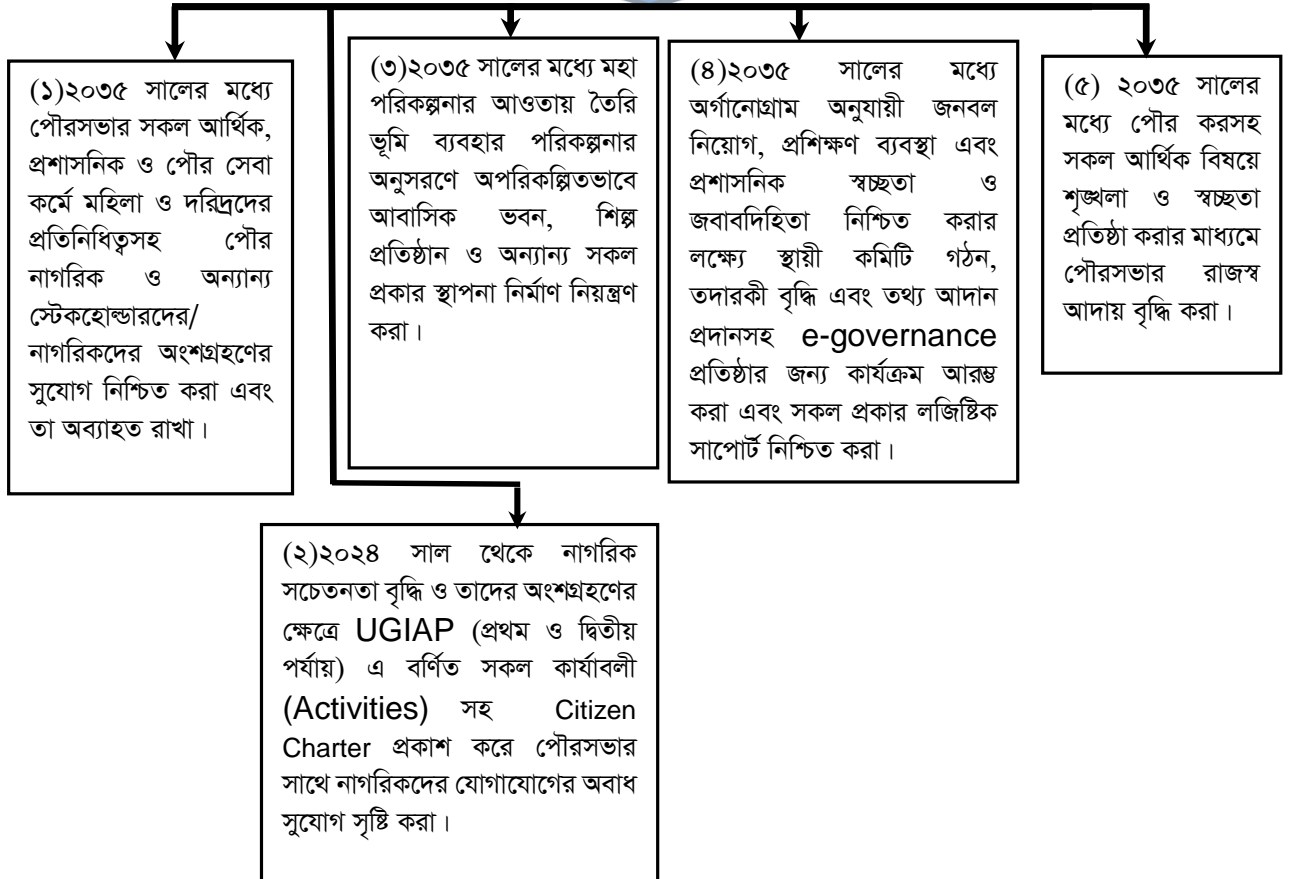 (১)২০৩৫ সালের মধ্যে
পৌরসভার সকল আর্থিক,
প্রশাসনিক ও পৌর সেবা
কর্মে মহিলা ও দরিদ্রদের
প্রতিনিধিত্বসহ পৌর
নাগরিক ও অন্যান্য
স্টেকহোল্ডারদের/
নাগরিকদের অংশগ্রহণের
সুযোগ নিশ্চিত করা এবং
তা অব্যাহত রাখা।
(২)২০২৪ সাল থেকে নাগরিক
সচেতনতা বৃদ্ধি ও তাদের অংশগ্রহণের
ক্ষেত্রে UGIAP (প্রথম ও দ্বিতীয়
পর্যায়) এ বর্ণিত সকল কার্যাবলী
(Activities) সহ Citizen
Charter প্রকাশ করে পৌরসভার
সাথে নাগরিকদের যোগাযোগের অবাধ
সুযোগ সৃষ্টি করা।
(৩)২০৩৫ সালের মধ্যে মহা
পরিকল্পনার আওতায় তৈরি
ভূমি ব্যবহার পরিকল্পনার
অনুসরণে অপরিকল্পিতভাবে
আবাসিক ভবন, শিল্প
প্রতিষ্ঠান ও অন্যান্য সকল
প্রকার স্থাপনা নির্মাণ নিয়ন্ত্রণ
করা।
(৪)২০৩৫ সালের মধ্যে
অর্গানোগ্রাম অনুযায়ী জনবল
নিয়োগ, প্রশিক্ষণ ব্যবস্থা এবং
প্রশাসনিক স্বচ্ছতা ও
জবাবদিহিতা নিশ্চিত করার
লক্ষ্যে স্থায়ী কমিটি গঠন,
তদারকী বৃদ্ধি এবং তথ্য আদান
প্রদানসহ e-governance
প্রতিষ্ঠার জন্য কার্যক্রম আরম্ভ
করা এবং সকল প্রকার লজিষ্টিক
সাপোর্ট নিশ্চিত করা।
(৫) ২০৩৫ সালের
মধ্যে পৌর করসহ
সকল আর্থিক বিষয়ে
শৃঙ্খলা ও স্বচ্ছতা
প্রতিষ্ঠা করার মাধ্যমে
পৌরসভার রাজস্ব
আদায় বৃদ্ধি করা।